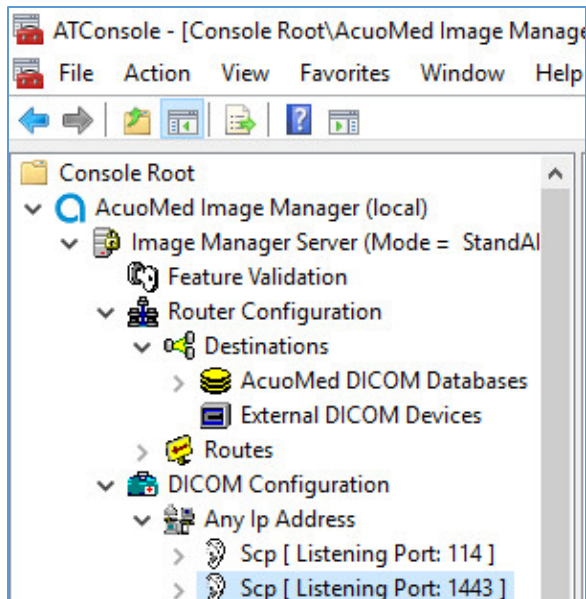 ATConsole - [Console Root\AcuoMed Image Manage
File Action View Favorites Window Help
Console Root
AcuoMed Image Manager (local)
Image Manager Server (Mode = StandAl
Feature Validation
Router Configuration
Destinations
AcuoMed DICOM Databases
External DICOM Devices
Routes
DICOM Configuration
Any Ip Address
Scp [ Listening Port: 114 ]
Scp [ Listening Port: 1443 ]